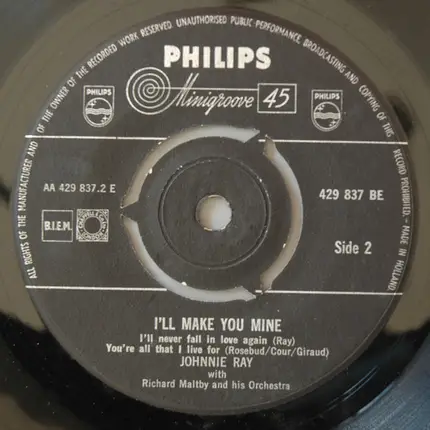 ALL RIGHTS OF THE MANUFACTURER AND OF THE OWNER OF THE RECORDED WORK RESERVED. UNAUTHORISED PUBLIC PERFORMANCE, BROADCASTING AND COPYING OF THIS RECORD PROHIBITED. - MADE IN HOLLAND.
PHILIPS
Minigroove 45
PHILIPS PHILIPS
AA 429 837.2 E 429 837 BE
B.I.E.M. Side 2
I'LL MAKE YOU MINE
I'll never fall in love again (Ray)
You're all that I live for (Rosebud/Cour/Giraud)
JOHNNIE RAY
with
Richard Maltby and his Orchestra